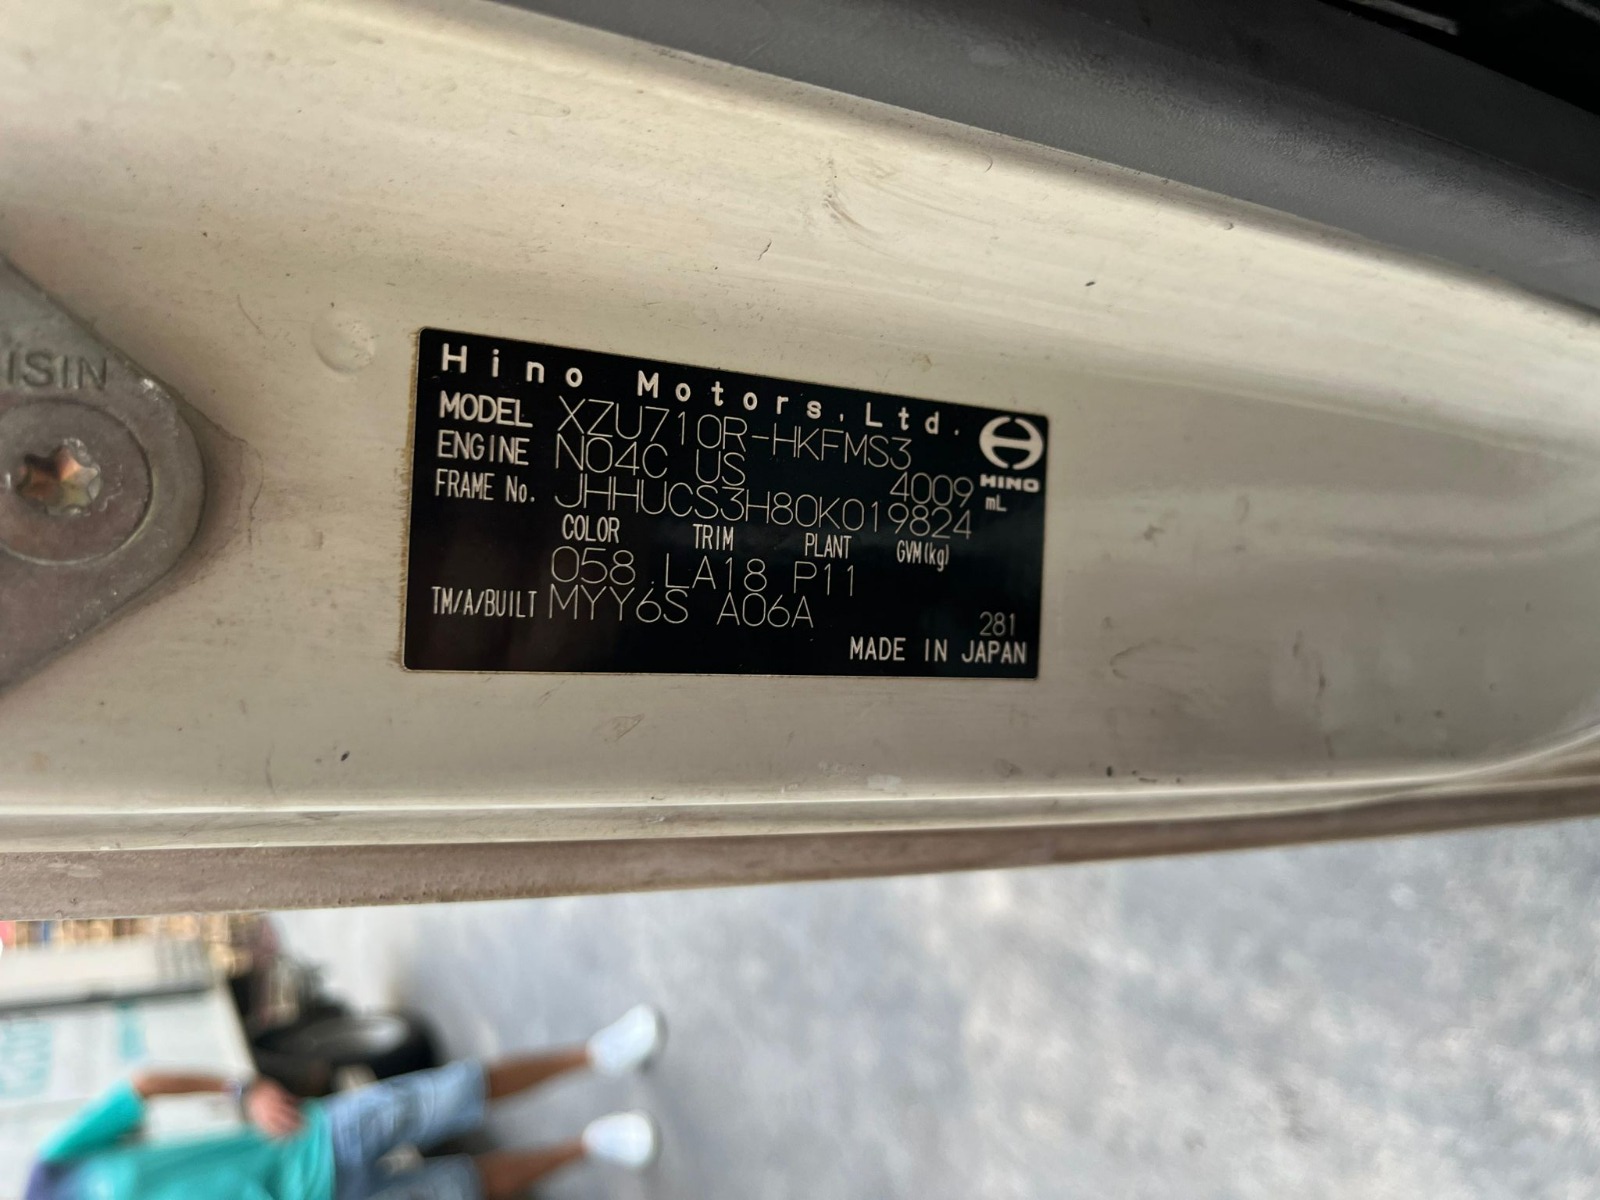 Hino Motors, Ltd.
MODEL XZU710R-HKFMS3
ENGINE N04C US 4009 mL
HINO
FRAME No. JHHUCS3H80K019824
COLOR TRIM PLANT GVM(kg)
058 LA18 P11
TM/A/BUILT MYY6S A06A
281
MADE IN JAPAN
ISIN